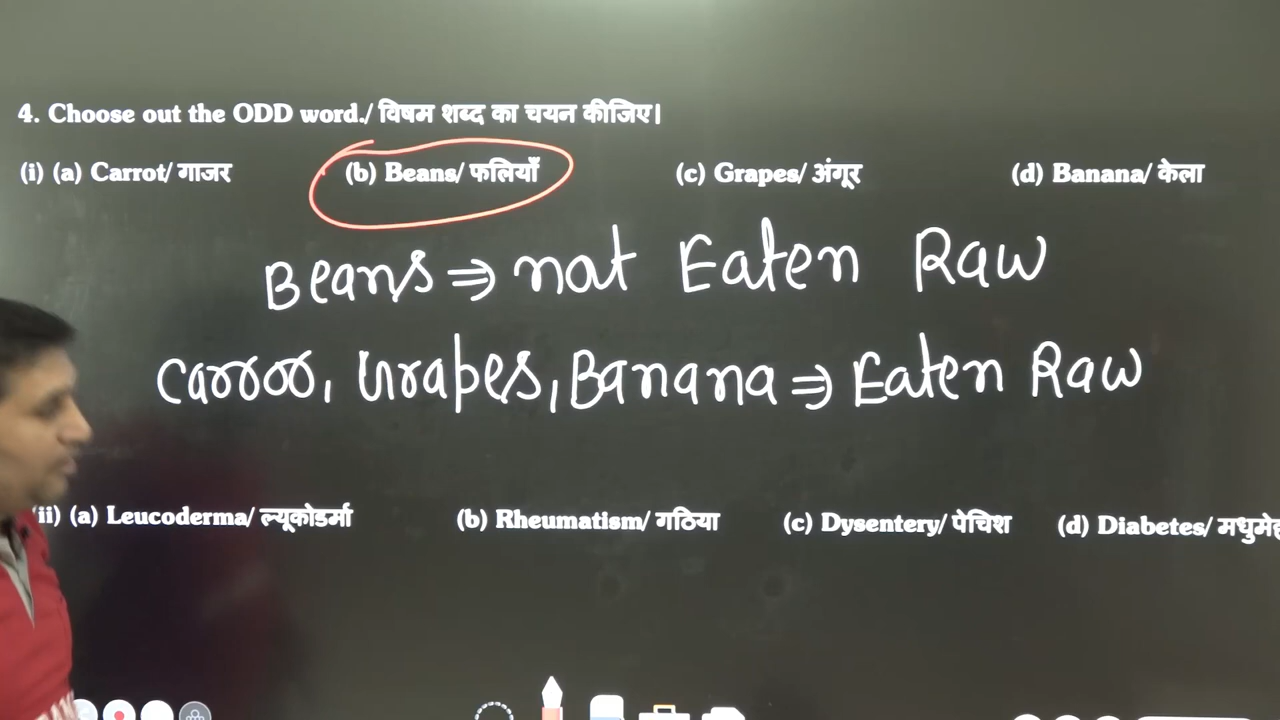 4. Choose out the ODD word./ विषम शब्द का चयन कीजिए।
(i) (a) Carrot/ गाजर (b) Beans/ फलियाँ (c) Grapes/ अंगूर (d) Banana/ केला
Beans ⇒ not Eaten Raw
Carroo, Grapes, Banana ⇒ Eaten Raw
ii) (a) Leucoderma/ ल्यूकोडर्मा (b) Rheumatism/ गठिया (c) Dysentery/ पेचिश (d) Diabetes/ मधुमेह